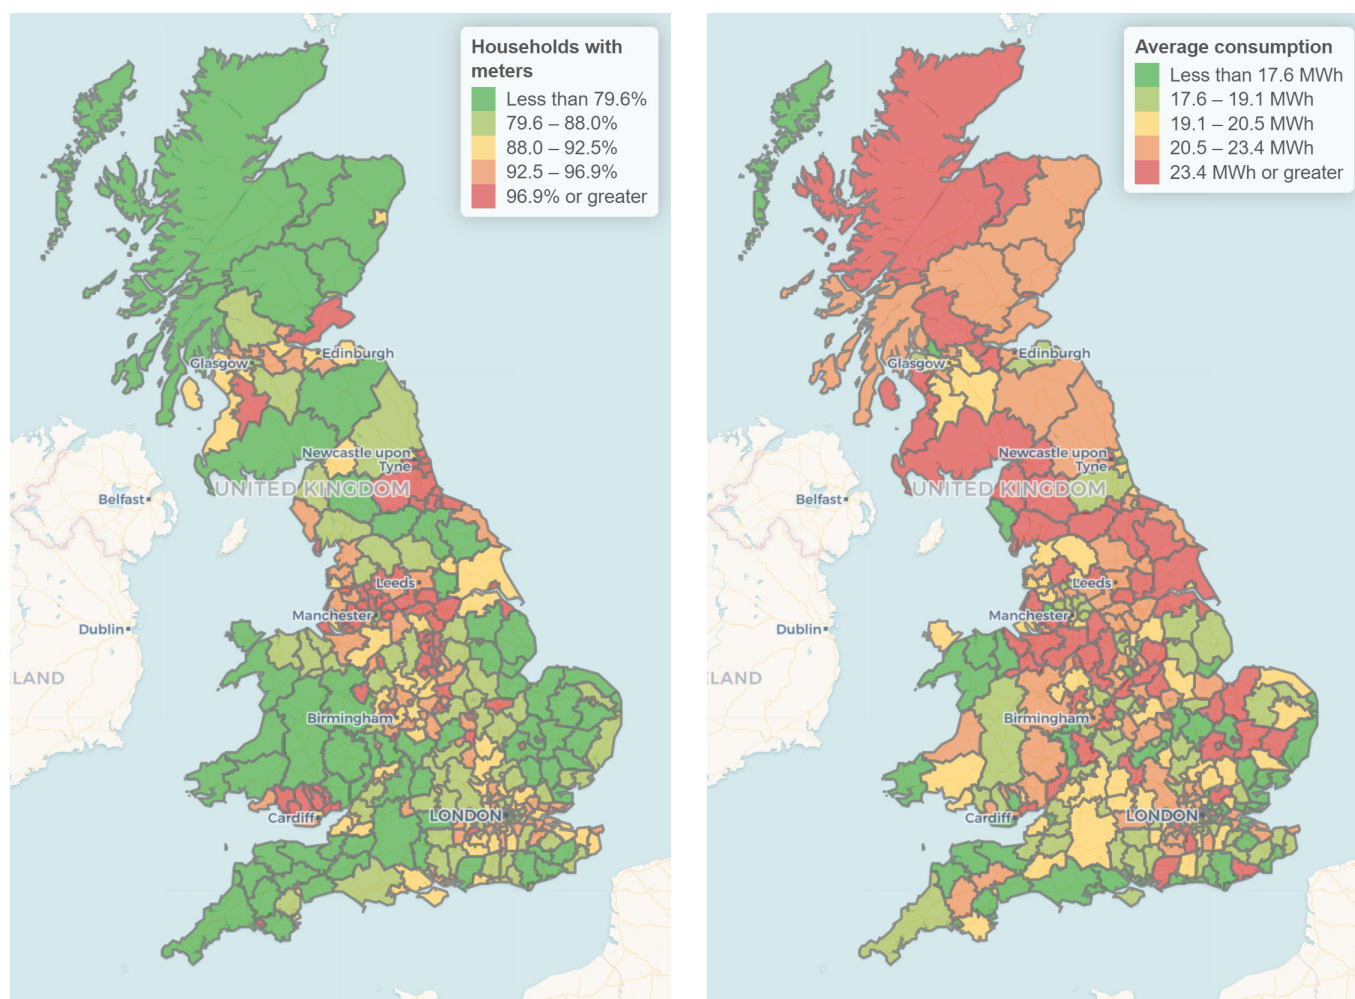 Households with
meters
Less than 79.6%
79.6 – 88.0%
88.0 – 92.5%
92.5 – 96.9%
96.9% or greater
Glasgow
Edinburgh
Newcastle upon
Tyne
UNITED KINGDOM
Belfast
Leeds
Manchester
Dublin
ELAND
Birmingham
Cardiff
LONDON
Average consumption
Less than 17.6 MWh
17.6 – 19.1 MWh
19.1 – 20.5 MWh
20.5 – 23.4 MWh
23.4 MWh or greater
Glasgow
Edinburgh
Newcastle upon
Tyne
UNITED KINGDOM
Belfast
Leeds
Manchester
Dublin
ELAND
Birmingham
Cardiff
LONDON